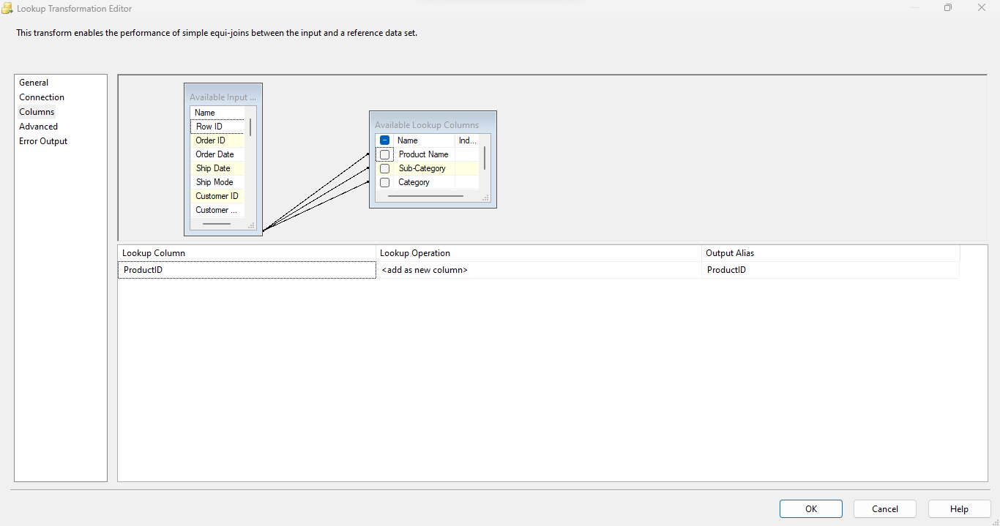 Lookup Transformation Editor
This transform enables the performance of simple equi-joins between the input and a reference data set.
General
Connection
Columns
Advanced
Error Output
Available Input ...
Name
Row ID
Order ID
Order Date
Ship Date
Ship Mode
Customer ID
Customer ...
Available Lookup Columns
Name Ind...
Product Name
Sub-Category
Category
Lookup Column Lookup Operation Output Alias
ProductID <add as new column> ProductID
OK Cancel Help